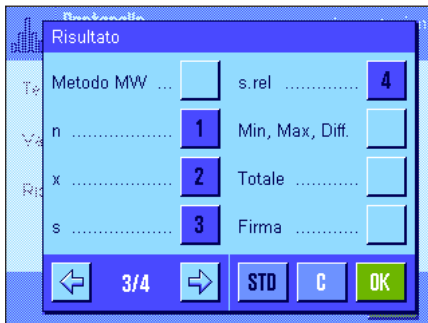 Risultato
Metodo MW ...
s.rel ............. 4
n .................. 1
Min, Max, Diff.
x .................. 2
Totale ............
s .................. 3
Firma ............
3/4 STD C OK